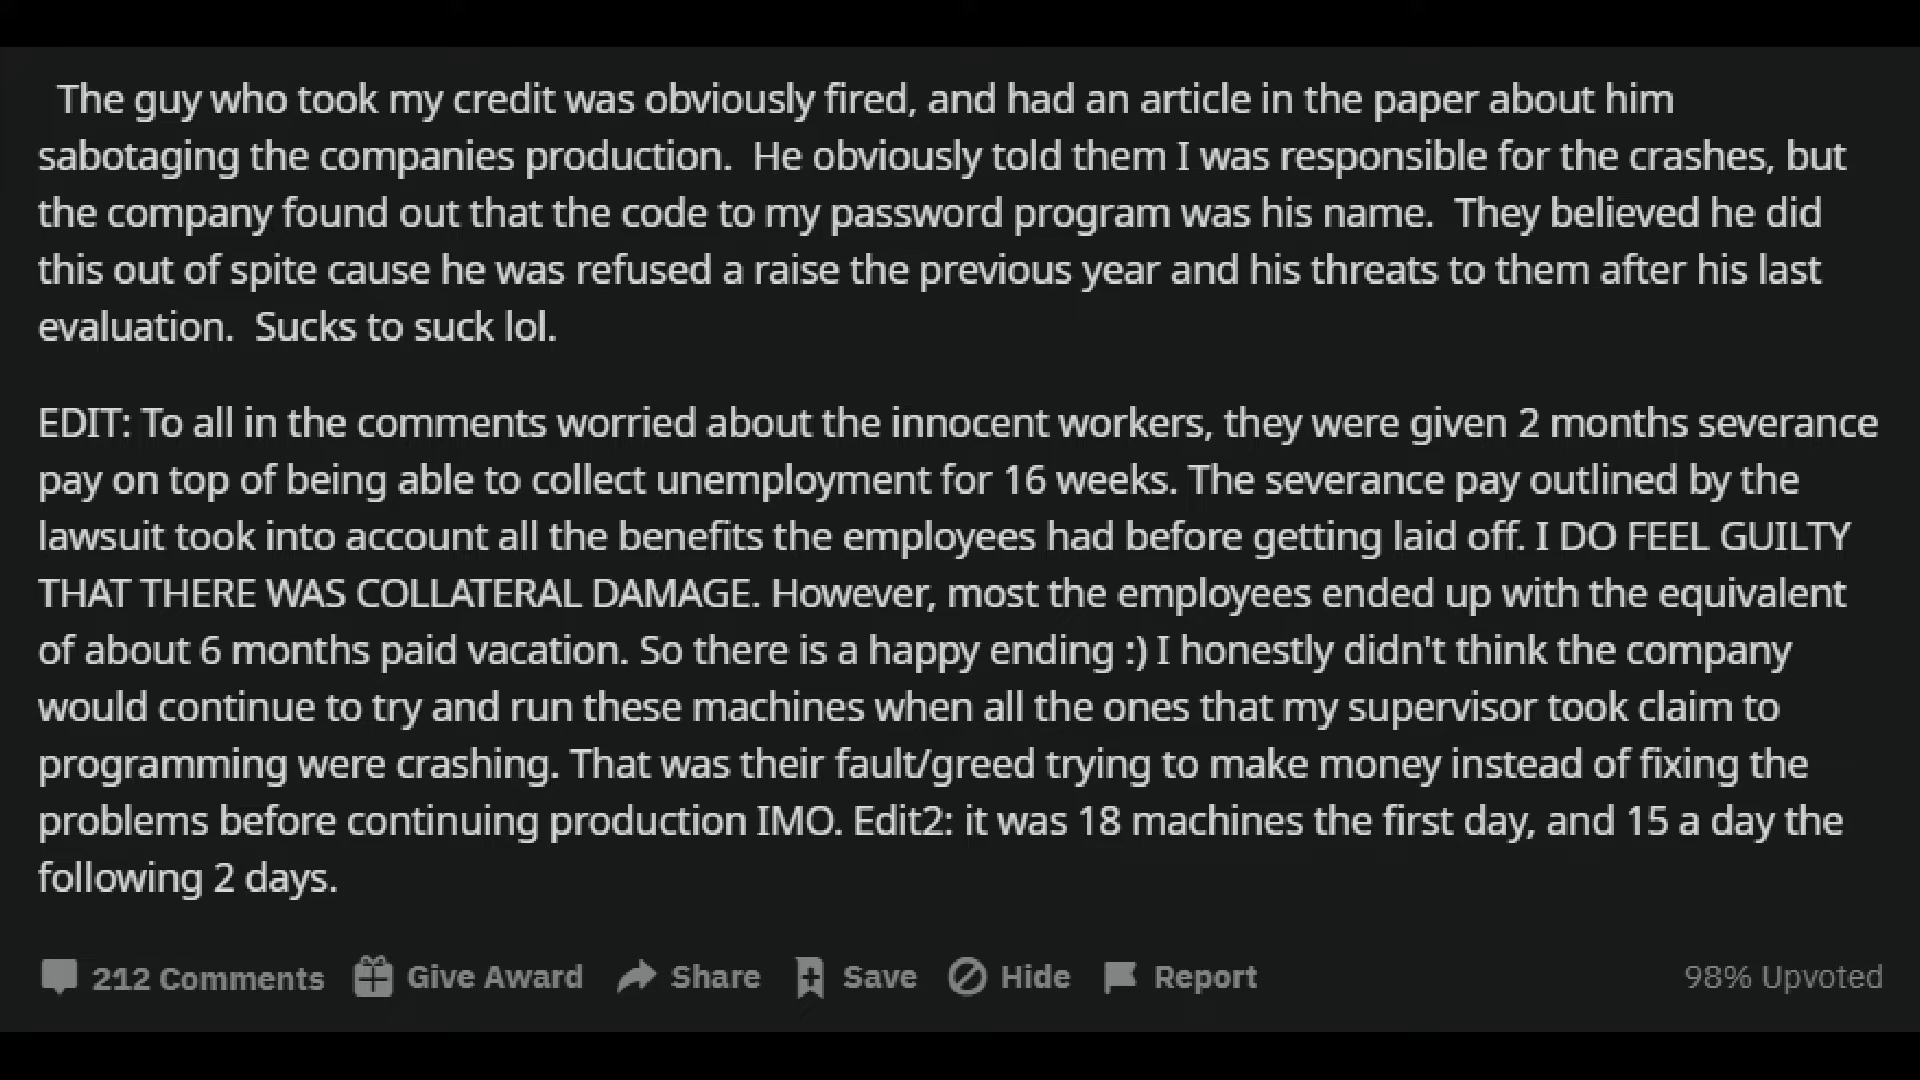 The guy who took my credit was obviously fired, and had an article in the paper about him
sabotaging the companies production.  He obviously told them I was responsible for the crashes, but
the company found out that the code to my password program was his name.  They believed he did
this out of spite cause he was refused a raise the previous year and his threats to them after his last
evaluation.  Sucks to suck lol.
EDIT: To all in the comments worried about the innocent workers, they were given 2 months severance
pay on top of being able to collect unemployment for 16 weeks. The severance pay outlined by the
lawsuit took into account all the benefits the employees had before getting laid off. I DO FEEL GUILTY
THAT THERE WAS COLLATERAL DAMAGE. However, most the employees ended up with the equivalent
of about 6 months paid vacation. So there is a happy ending :) I honestly didn't think the company
would continue to try and run these machines when all the ones that my supervisor took claim to
programming were crashing. That was their fault/greed trying to make money instead of fixing the
problems before continuing production IMO. Edit2: it was 18 machines the first day, and 15 a day the
following 2 days.
212 Comments Give Award Share Save Hide Report 98% Upvoted